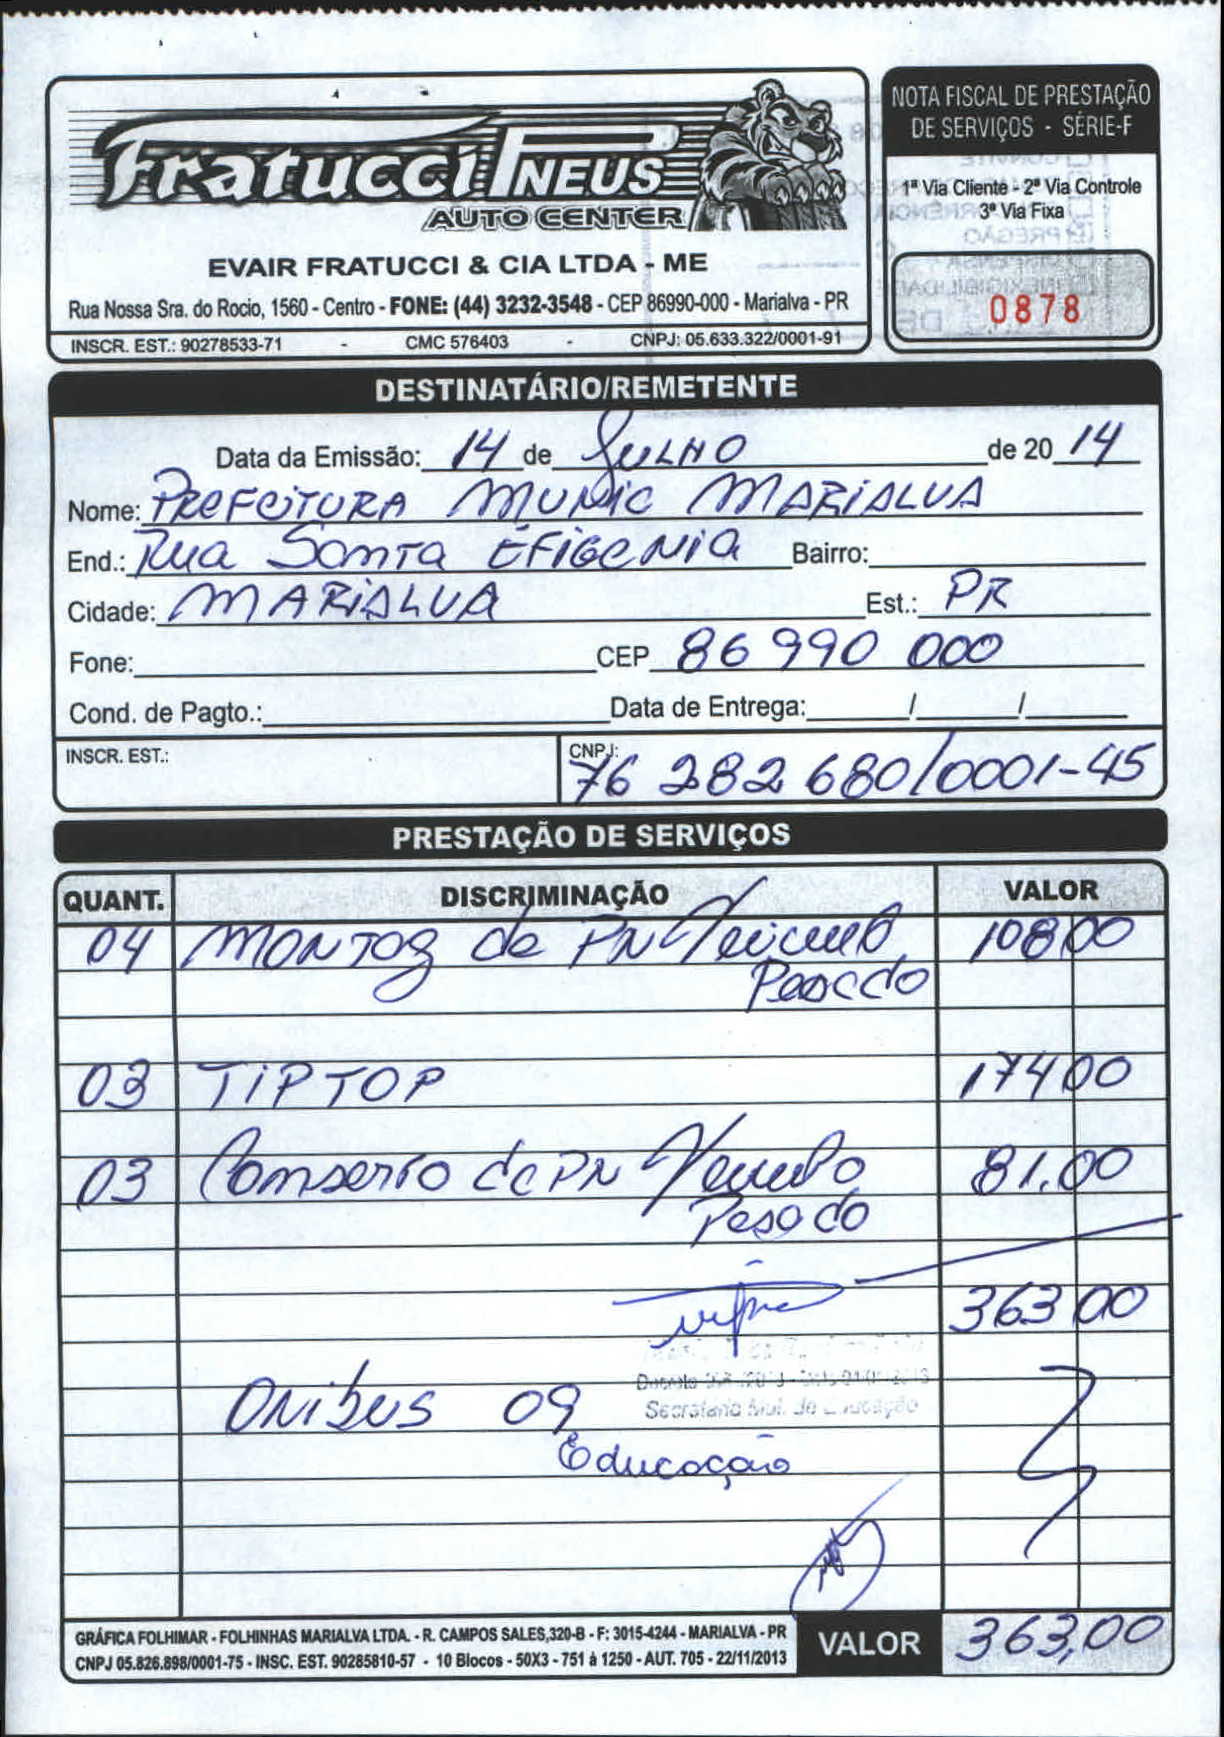 Fratucci PNEUS
AUTO CENTER
EVAIR FRATUCCI & CIA LTDA - ME
Rua Nossa Sra. do Rocio, 1560 - Centro - FONE: (44) 3232-3548 - CEP 86990-000 - Marialva - PR
INSCR. EST.: 90278533-71 - CMC 576403 - CNPJ: 05.633.322/0001-91
NOTA FISCAL DE PRESTAÇÃO
DE SERVIÇOS - SÉRIE-F
1ª Via Cliente - 2ª Via Controle
3ª Via Fixa
0878
DESTINATÁRIO/REMETENTE
Data da Emissão: 14 de JULHO de 20 14
Nome: PREFEITURA MUNIC MARIALVA
End.: Rua Santa EFIGENIA Bairro:
Cidade: MARIALVA Est.: PR
Fone: CEP 86 990 000
Cond. de Pagto.: Data de Entrega: / /
INSCR. EST.: CNPJ: 76 282 680/0001-45
PRESTAÇÃO DE SERVIÇOS
QUANT. DISCRIMINAÇÃO VALOR
04 MONTAG de PN Veiculo 108 00
Pesado
03 TIPTOP 174 00
03 Conserto de PN Veiculo 81,00
Pesado
363 00
Decreto
Secretario Mul. de Educação
ONIBUS 09
Educação
GRÁFICA FOLHIMAR - FOLHINHAS MARIALVA LTDA. - R. CAMPOS SALES,320-B - F: 3015-4244 - MARIALVA - PR
CNPJ 05.826.898/0001-75 - INSC. EST. 90285810-57 - 10 Blocos - 50X3 - 751 à 1250 - AUT. 705 - 22/11/2013
VALOR 363,00